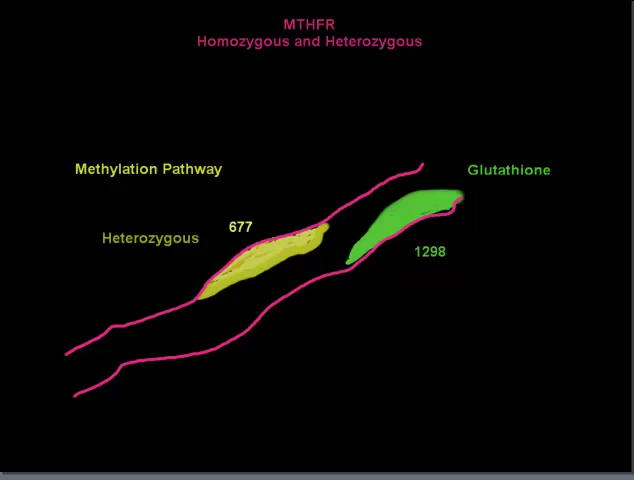 MTHFR
Homozygous and Heterozygous
Methylation Pathway
Glutathione
677
Heterozygous
1298